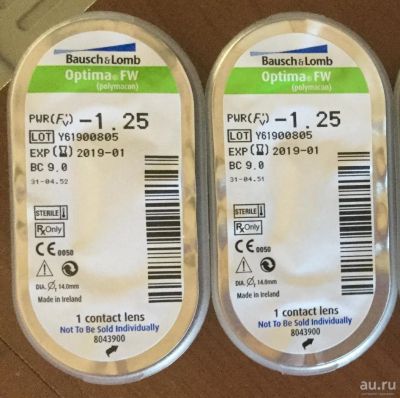 Bausch&Lomb
Optima® FW
(polymacon)
PWR(F'v) -1.25
LOT Y61900805
EXP 2019-01
BC 9.0
31-04.52
STERILE
Rx Only
CE 0050
DIA. Ø, 14.0mm
Made in Ireland
1 contact lens
Not To Be Sold Individually
8043900
Bausch&Lomb
Optima® FW
(polymacon)
PWR(F'v) -1.25
LOT Y61900805
EXP 2019-01
BC 9.0
31-04.51
STERILE
Rx Only
CE 0050
DIA. Ø, 14.0mm
Made in Ireland
1 contact lens
Not To Be Sold Individually
8043900
au.ru